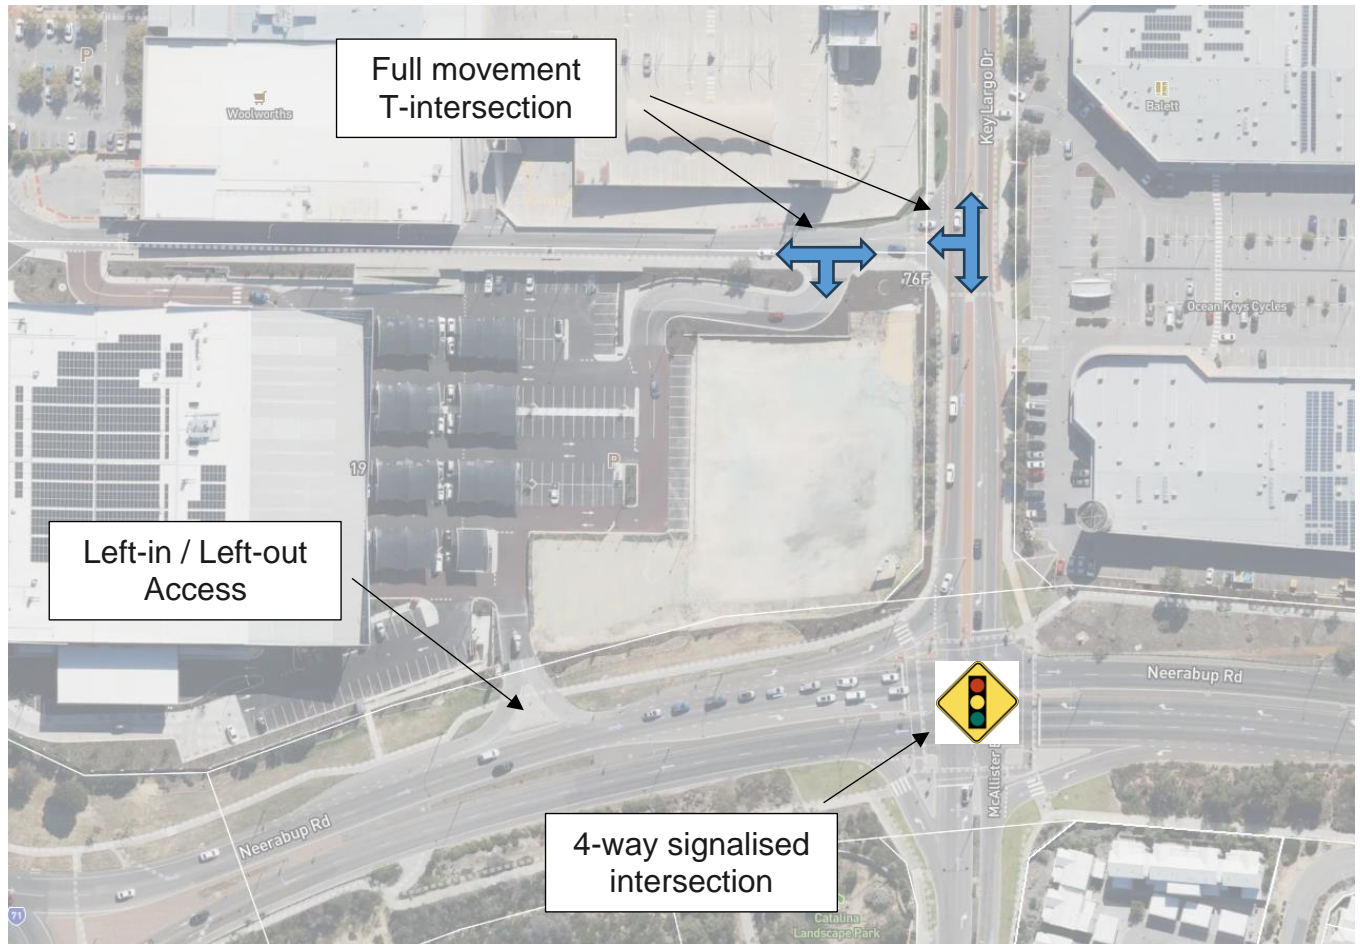 Full movement
T-intersection
P
Woolworths
Key Largo Dr
Balett
76F
Ocean Keys Cycles
19
P
Left-in / Left-out
Access
Neerabup Rd
McAllister
Neerabup Rd
4-way signalised
intersection
71
Catalina
Landscape Park